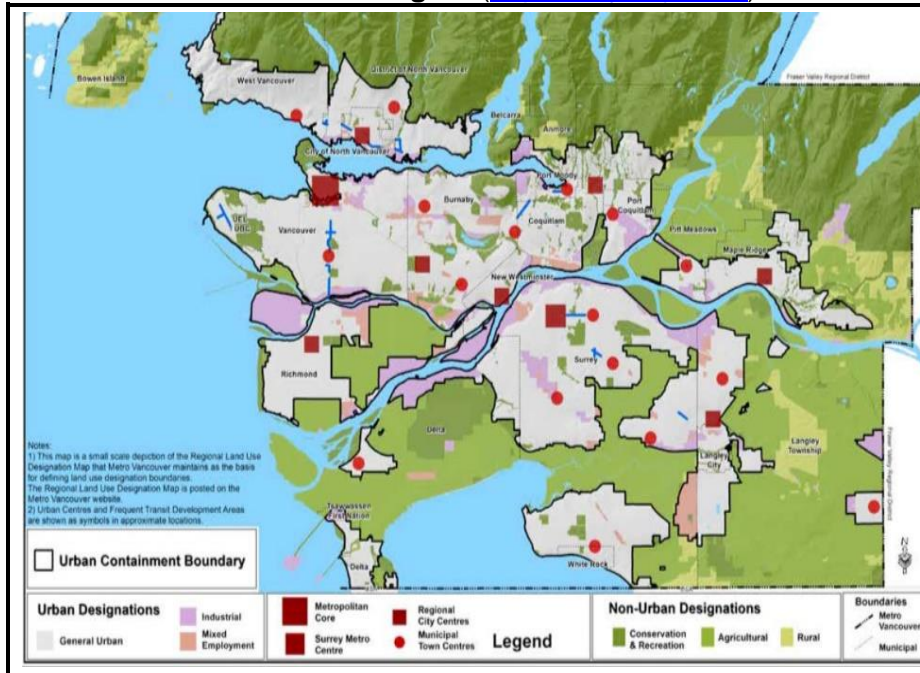 Bowen Island
West Vancouver
District of North Vancouver
Fraser Valley Regional District
Belcarra
Anmore
City of North Vancouver
Port Moody
Burnaby
Port
Coquitlam
UEL
UBC
Vancouver
Coquitlam
Pitt Meadows
Maple Ridge
New Westminster
Surrey
Richmond
Delta
Langley
City
Langley
Township
Fraser Valley Regional District
Tsawwassen
First Nation
Delta
White Rock
Notes:
1) This map is a small scale depiction of the Regional Land Use
Designation Map that Metro Vancouver maintains as the basis
for defining land use designation boundaries.
The Regional Land Use Designation Map is posted on the
Metro Vancouver website.
2) Urban Centres and Frequent Transit Development Areas
are shown as symbols in approximate locations.
Urban Containment Boundary
Urban Designations
General Urban
Industrial
Mixed
Employment
Metropolitan
Core
Surrey Metro
Centre
Regional
City Centres
Municipal
Town Centres
Legend
Non-Urban Designations
Conservation
& Recreation
Agricultural
Rural
Boundaries
Metro
Vancouver
Municipal